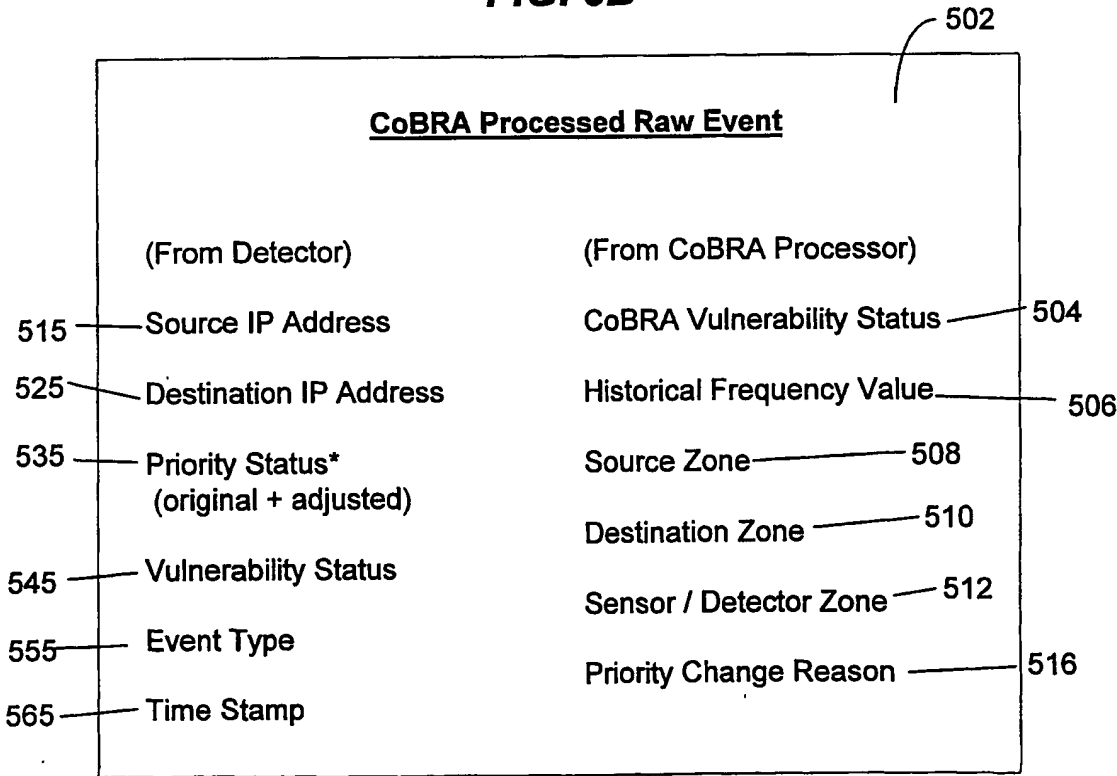 502
CoBRA Processed Raw Event
(From Detector)
(From CoBRA Processor)
515
Source IP Address
CoBRA Vulnerability Status
504
525
Destination IP Address
Historical Frequency Value
506
535
Priority Status*
(original + adjusted)
Source Zone
508
Destination Zone
510
545
Vulnerability Status
Sensor / Detector Zone
512
555
Event Type
Priority Change Reason
516
565
Time Stamp